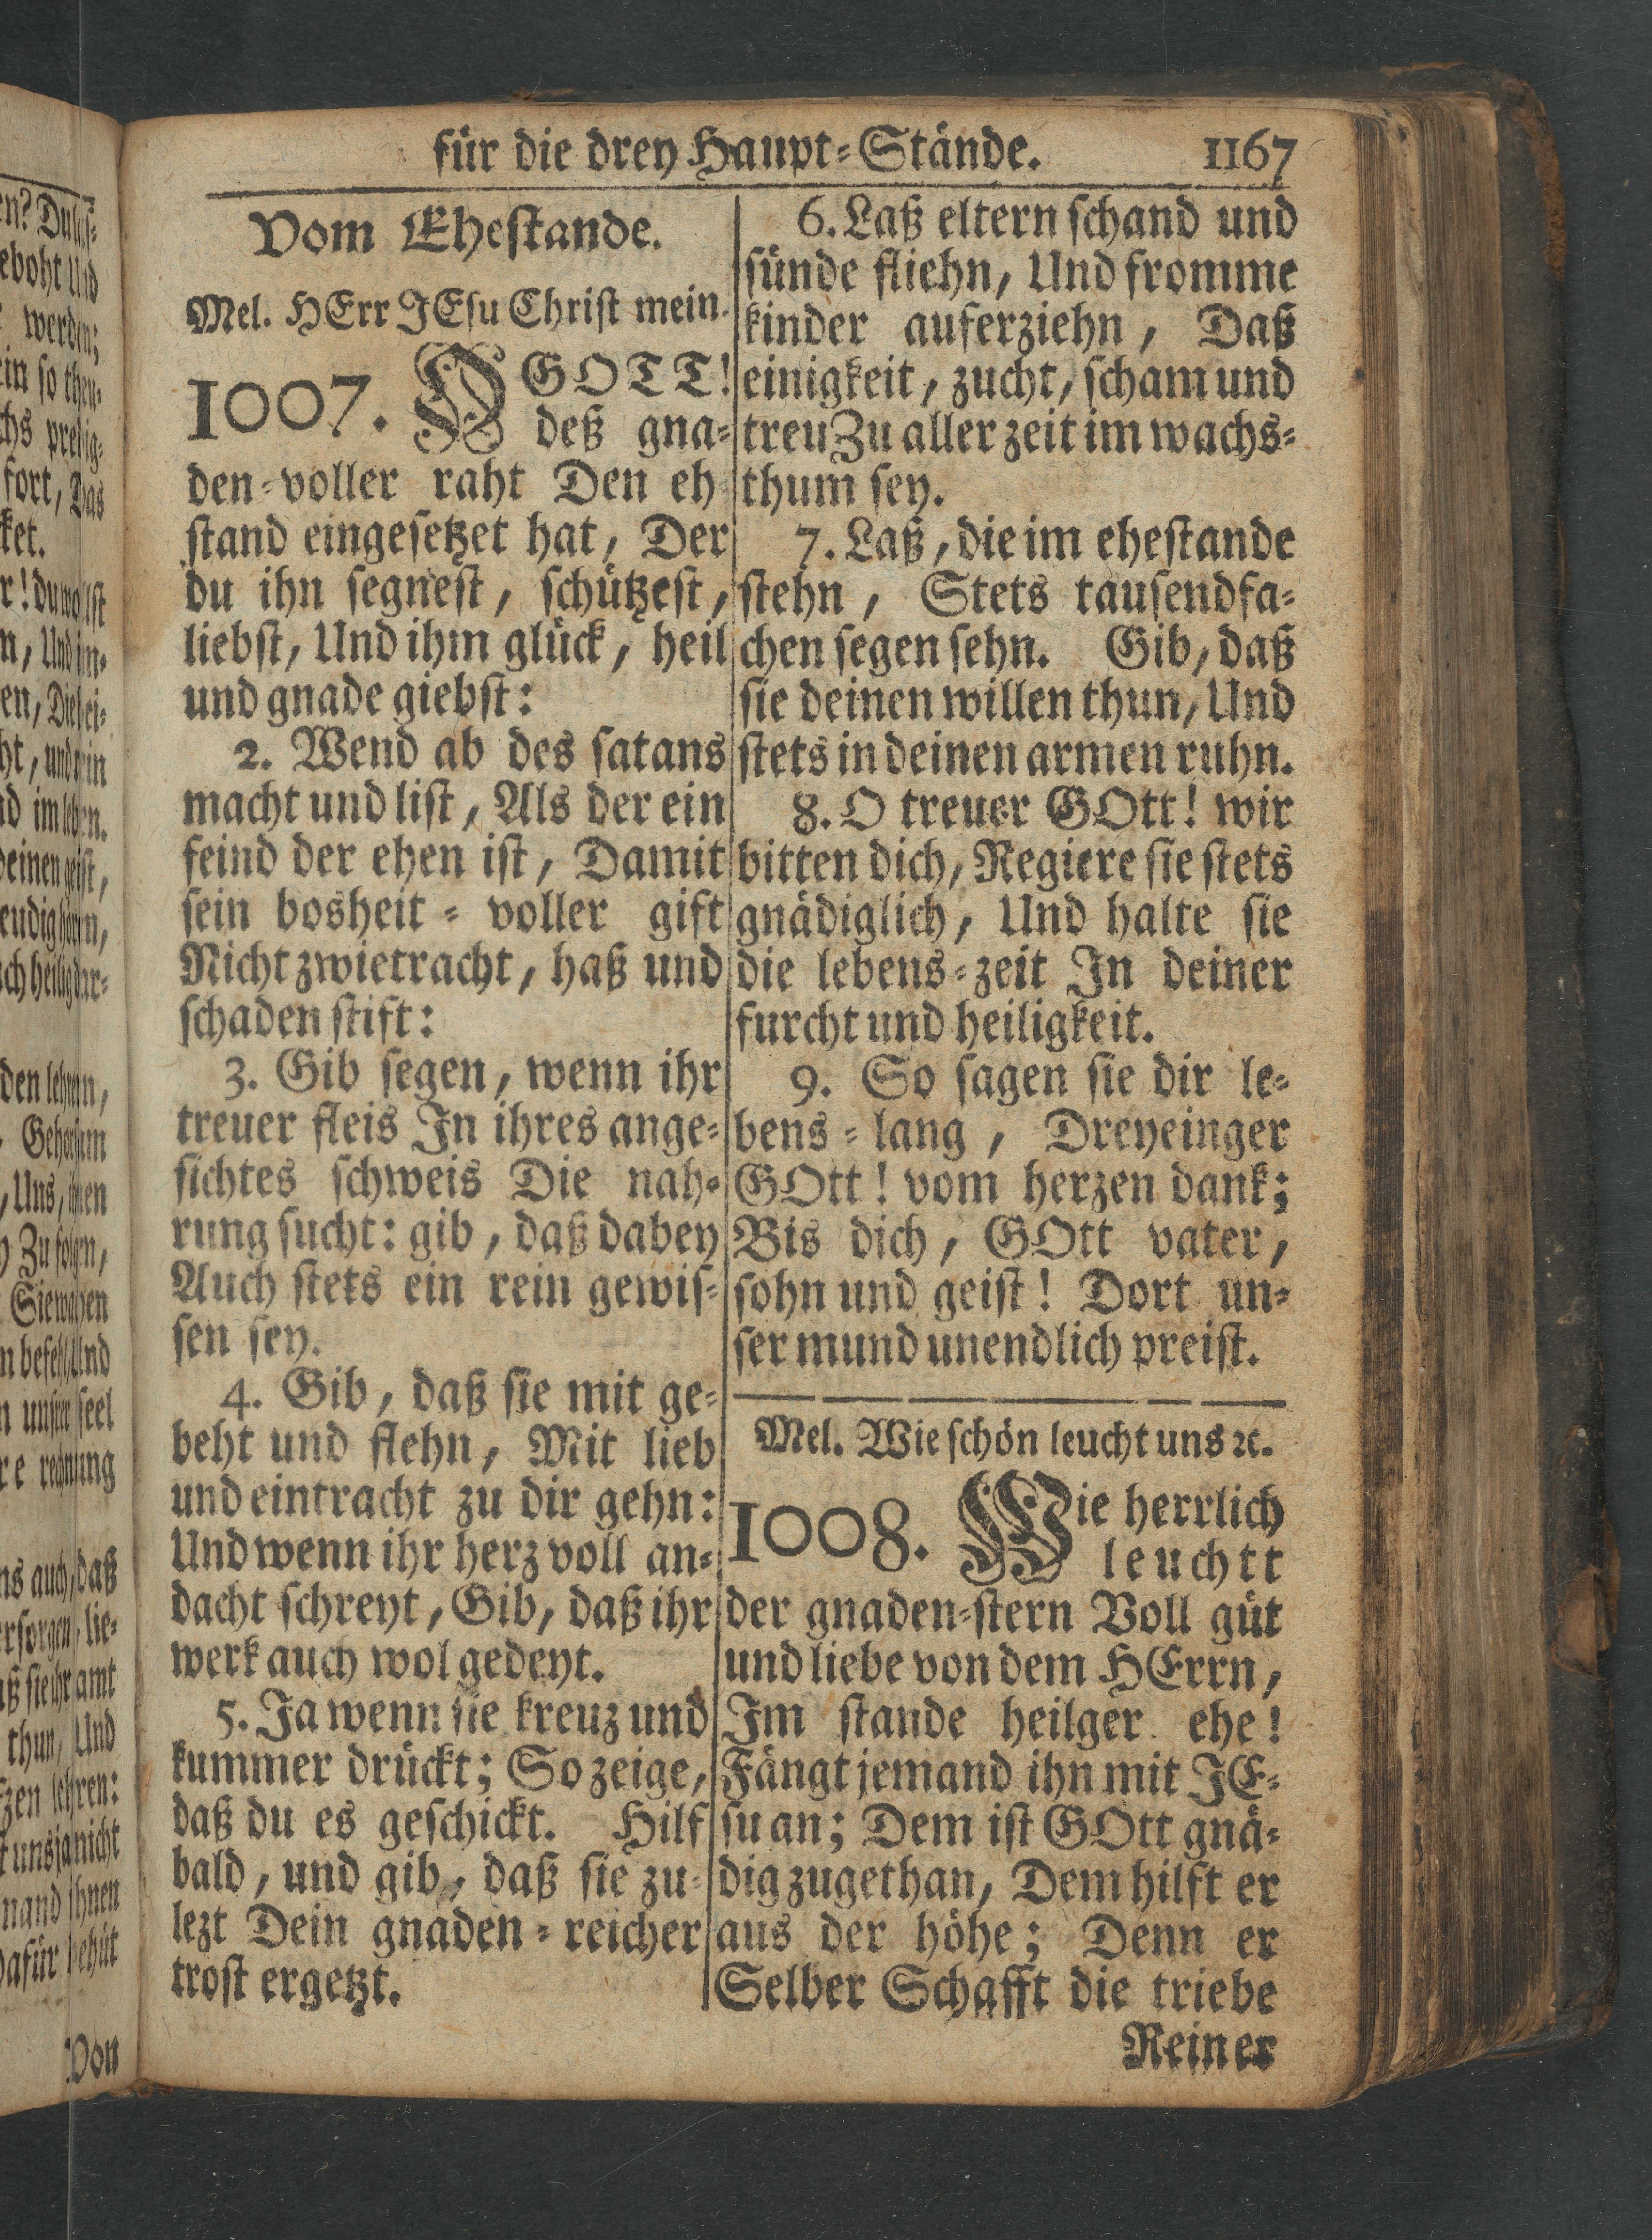 für die drey Haupt-Stände. 1167
Vom Ehestande.
Mel. HErr JEsu Christ mein.
1007. O GOTT!
deß gna-
den-voller raht Den eh-
stand eingesetzet hat, Der
du ihn segnest, schützest,
liebst, Und ihm glück, heil
und gnade giebst:
2. Wend ab des satans
macht und list, Als der ein
feind der ehen ist, Damit
sein bosheit-voller gift
Nicht zwietracht, haß und
schaden stift:
3. Gib segen, wenn ihr
treuer fleis In ihres ange-
sichtes schweis Die nah-
rung sucht: gib, daß dabey
Auch stets ein rein gewis-
sen sey.
4. Gib, daß sie mit ge-
beht und flehn, Mit lieb
und eintracht zu dir gehn:
Und wenn ihr herz voll an-
dacht schreyt, Gib, daß ihr
werk auch wol gedeyt.
5. Ja wenn sie kreuz und
kummer drückt; So zeige,
daß du es geschickt. Hilf
bald, und gib, daß sie zu-
lezt Dein gnaden-reicher
trost ergetzt.
6. Laß eltern schand und
sünde fliehn, Und fromme
kinder auferziehn, Daß
einigkeit, zucht, scham und
treu Zu aller zeit im wachs-
thum sey.
7. Laß, die im ehestande
stehn, Stets tausendfa-
chen segen sehn. Gib, daß
sie deinen willen thun, Und
stets in deinen armen ruhn.
8. O treuer GOtt! wir
bitten dich, Regiere sie stets
gnädiglich, Und halte sie
die lebens-zeit In deiner
furcht und heiligkeit.
9. So sagen sie dir le-
bens-lang, Dreyeinger
GOtt! vom herzen dank;
Bis dich, GOtt vater,
sohn und geist! Dort un-
ser mund unendlich preist.
Mel. Wie schön leucht uns ꝛc.
1008. Wie herrlich
leuchtt
der gnaden-stern Voll güt
und liebe von dem HErrn,
Im stande heilger ehe!
Fängt jemand ihn mit JE-
su an; Dem ist GOtt gnä-
dig zugethan, Dem hilft er
aus der höhe; Denn er
Selber Schafft die triebe
Reiner